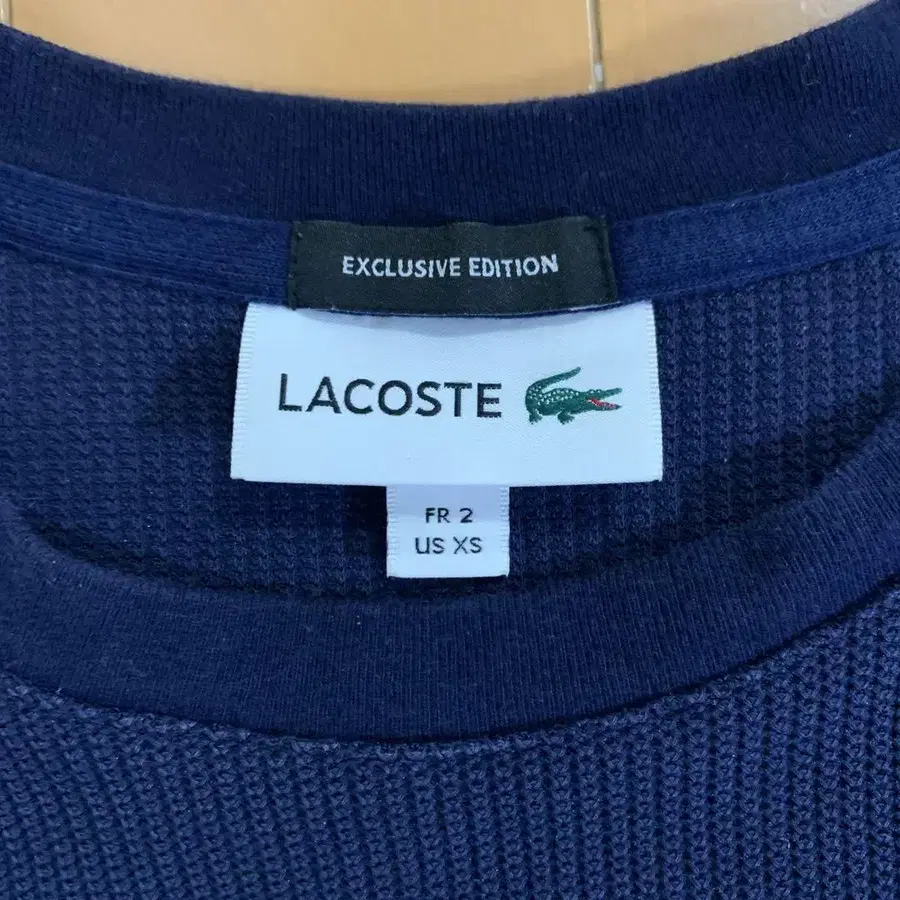 EXCLUSIVE EDITION
LACOSTE
FR 2
US XS